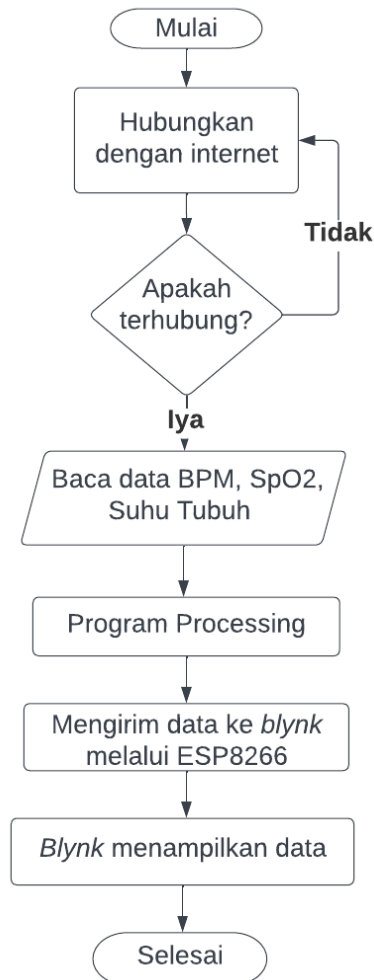 Mulai
Hubungkan
dengan internet
Tidak
Apakah
terhubung?
Iya
Baca data BPM, SpO2,
Suhu Tubuh
Program Processing
Mengirim data ke blynk
melalui ESP8266
Blynk menampilkan data
Selesai